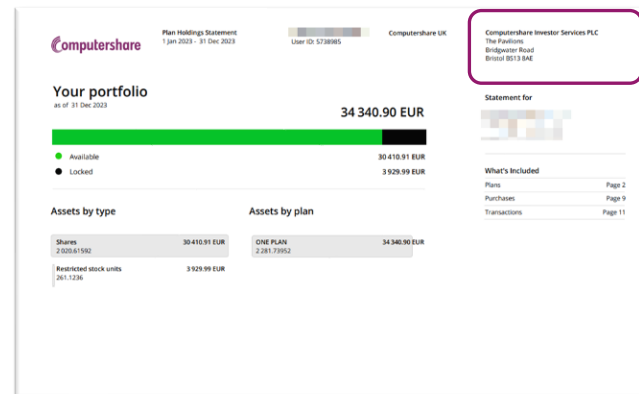 Computershare
Plan Holdings Statement
1 Jan 2023 - 31 Dec 2023
User ID: 5738985
Computershare UK
Computershare Investor Services PLC
The Pavilions
Bridgwater Road
Bristol BS13 8AE
Your portfolio
as of 31 Dec 2023
34 340.90 EUR
Available 30 410.91 EUR
Locked 3 929.99 EUR
Statement for
What's Included
Plans Page 2
Purchases Page 9
Transactions Page 11
Assets by type
Shares 30 410.91 EUR
2 020.61592
Restricted stock units 3 929.99 EUR
261.1236
Assets by plan
ONE PLAN 34 340.90 EUR
2 281.73952